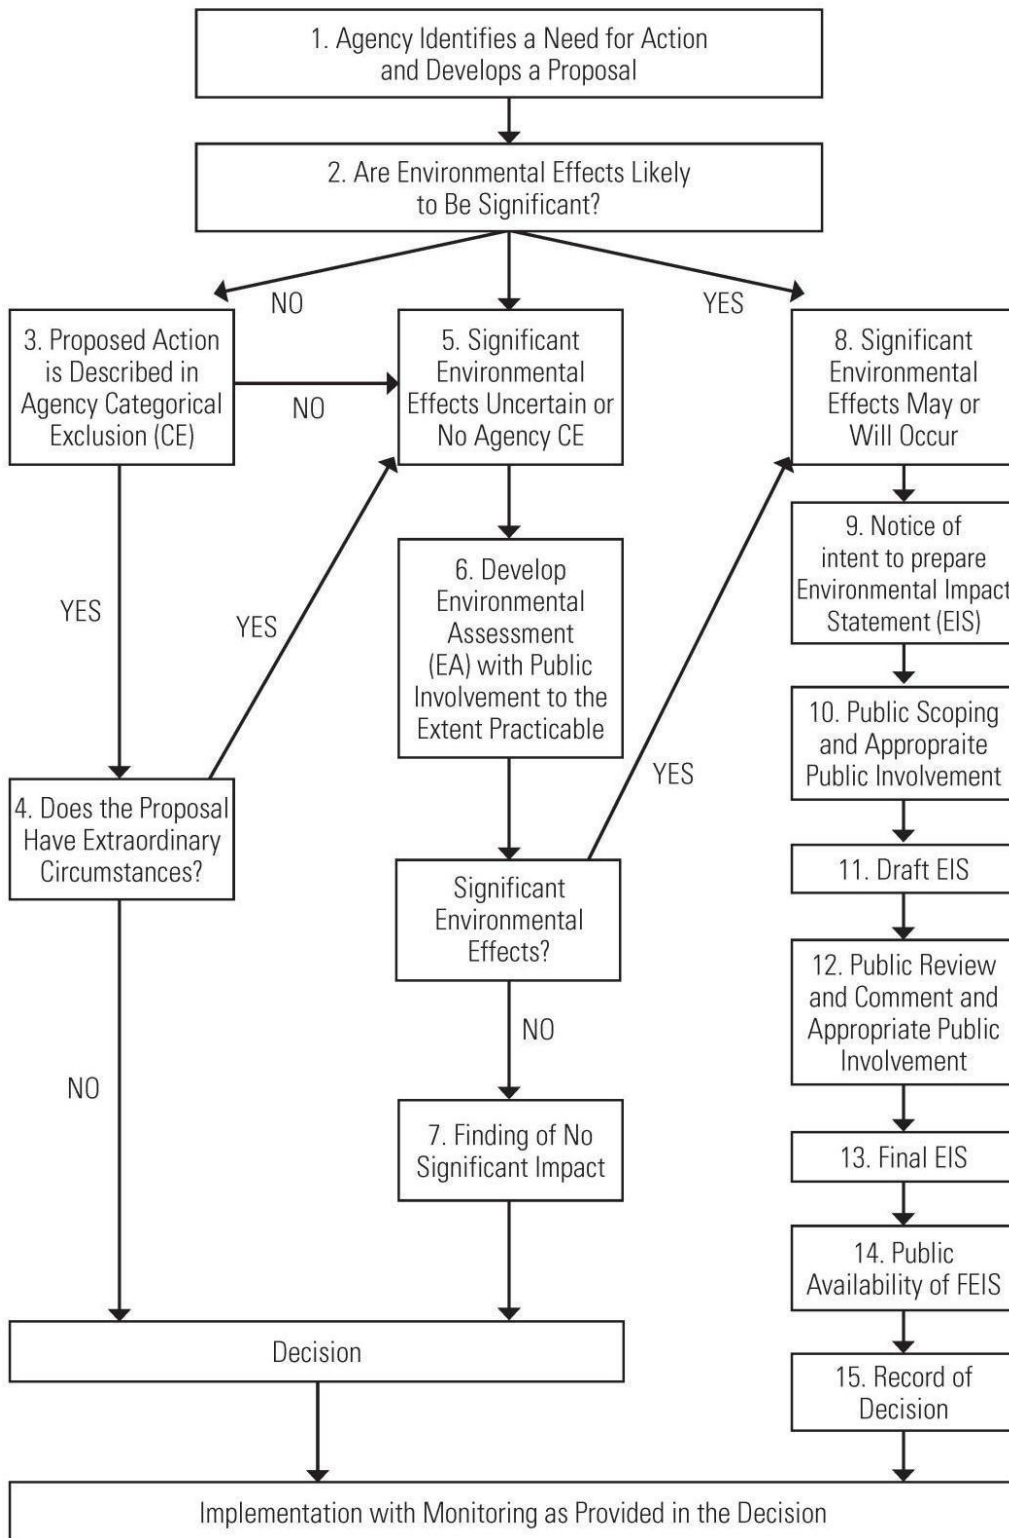 1. Agency Identifies a Need for Action
and Develops a Proposal
2. Are Environmental Effects Likely
to Be Significant?
NO
YES
3. Proposed Action
is Described in
Agency Categorical
Exclusion (CE)
NO
5. Significant
Environmental
Effects Uncertain or
No Agency CE
8. Significant
Environmental
Effects May or
Will Occur
YES
YES
6. Develop
Environmental
Assessment
(EA) with Public
Involvement to the
Extent Practicable
YES
9. Notice of
intent to prepare
Environmental Impact
Statement (EIS)
10. Public Scoping
and Appropraite
Public Involvement
4. Does the Proposal
Have Extraordinary
Circumstances?
Significant
Environmental
Effects?
11. Draft EIS
12. Public Review
and Comment and
Appropriate Public
Involvement
NO
NO
7. Finding of No
Significant Impact
13. Final EIS
14. Public
Availability of FEIS
Decision
15. Record of
Decision
Implementation with Monitoring as Provided in the Decision